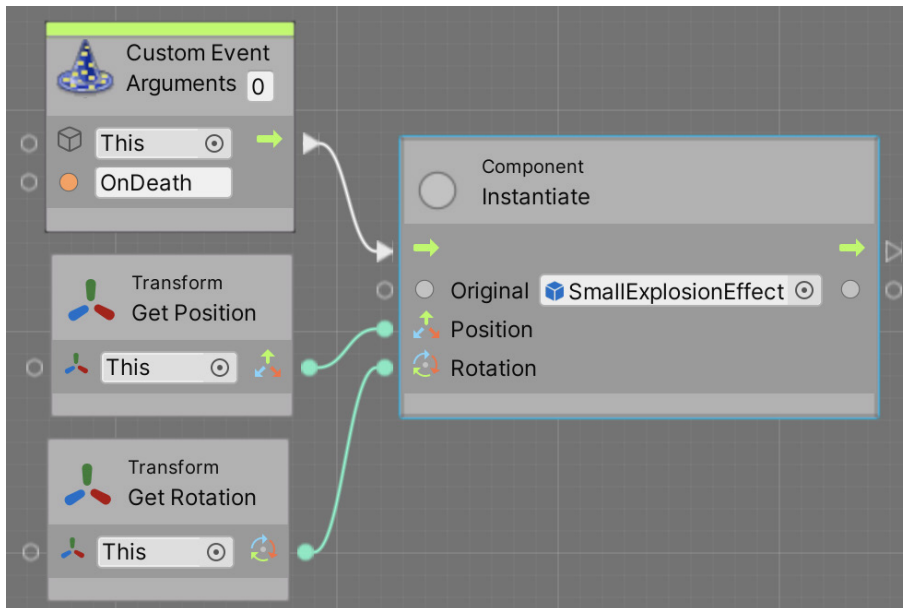 Custom Event
Arguments 0
This
OnDeath
Component
Instantiate
Original SmallExplosionEffect
Position
Rotation
Transform
Get Position
This
Transform
Get Rotation
This